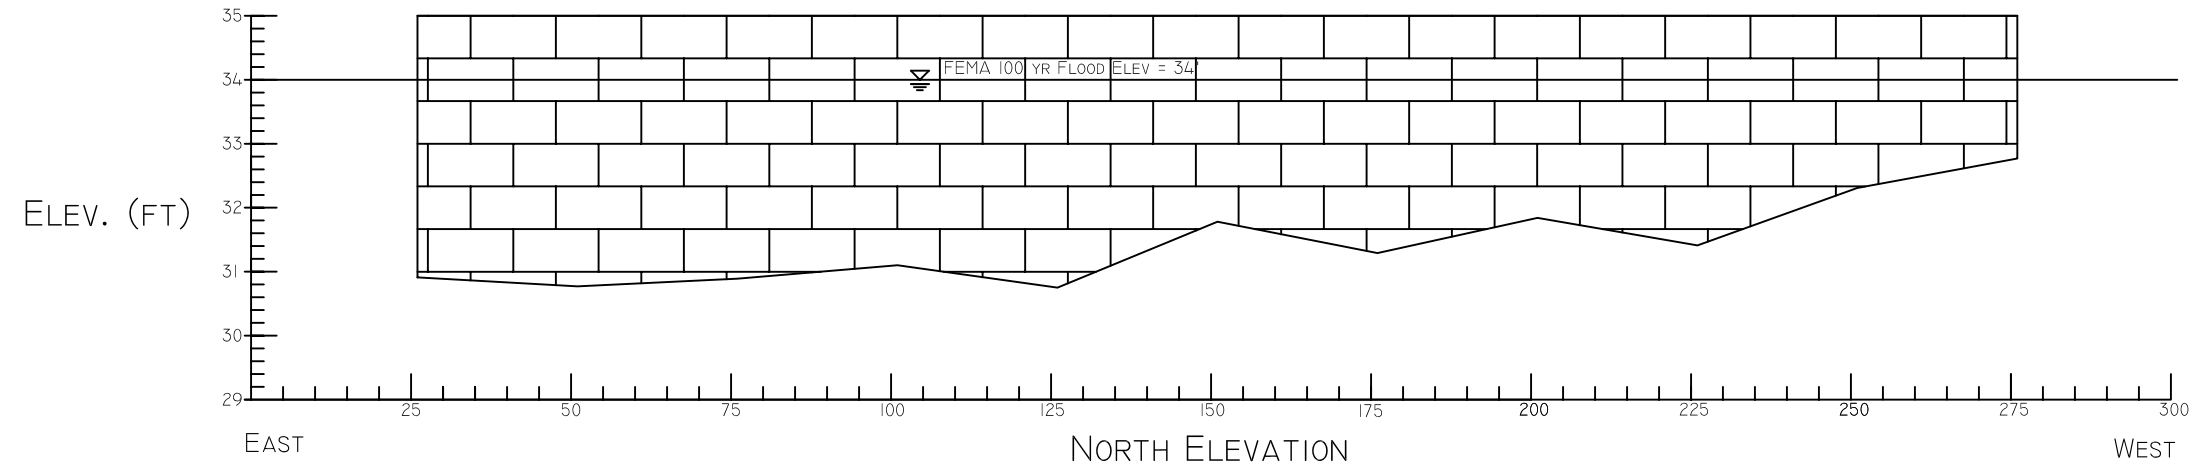 35
FEMA 100 YR FLOOD ELEV = 34'
34
33
ELEV. (FT)
32
31
30
29
25 50 75 100 125 150 175 200 225 250 275 300
EAST NORTH ELEVATION WEST